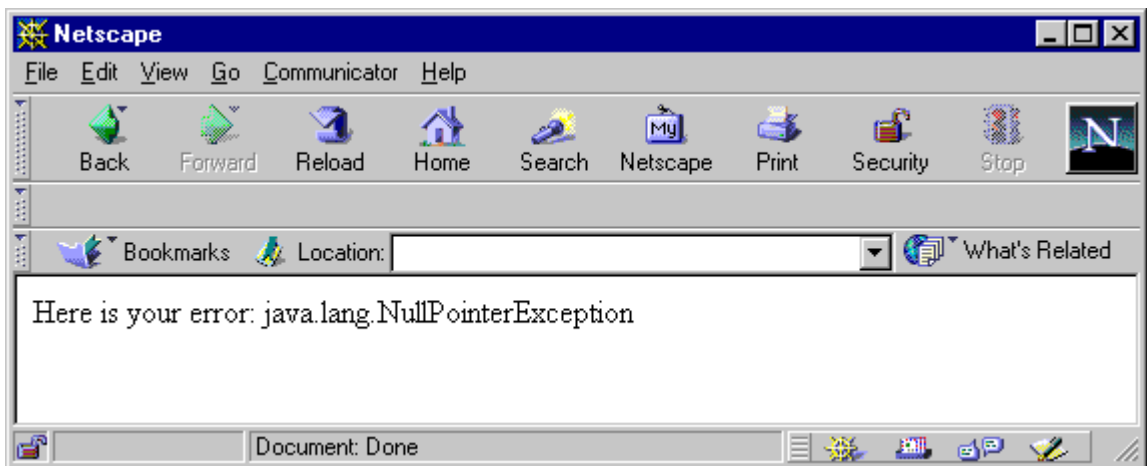 Netscape
File Edit View Go Communicator Help
My N
Back Forward Reload Home Search Netscape Print Security Stop
Bookmarks Location: What's Related
Here is your error: java.lang.NullPointerException
Document: Done